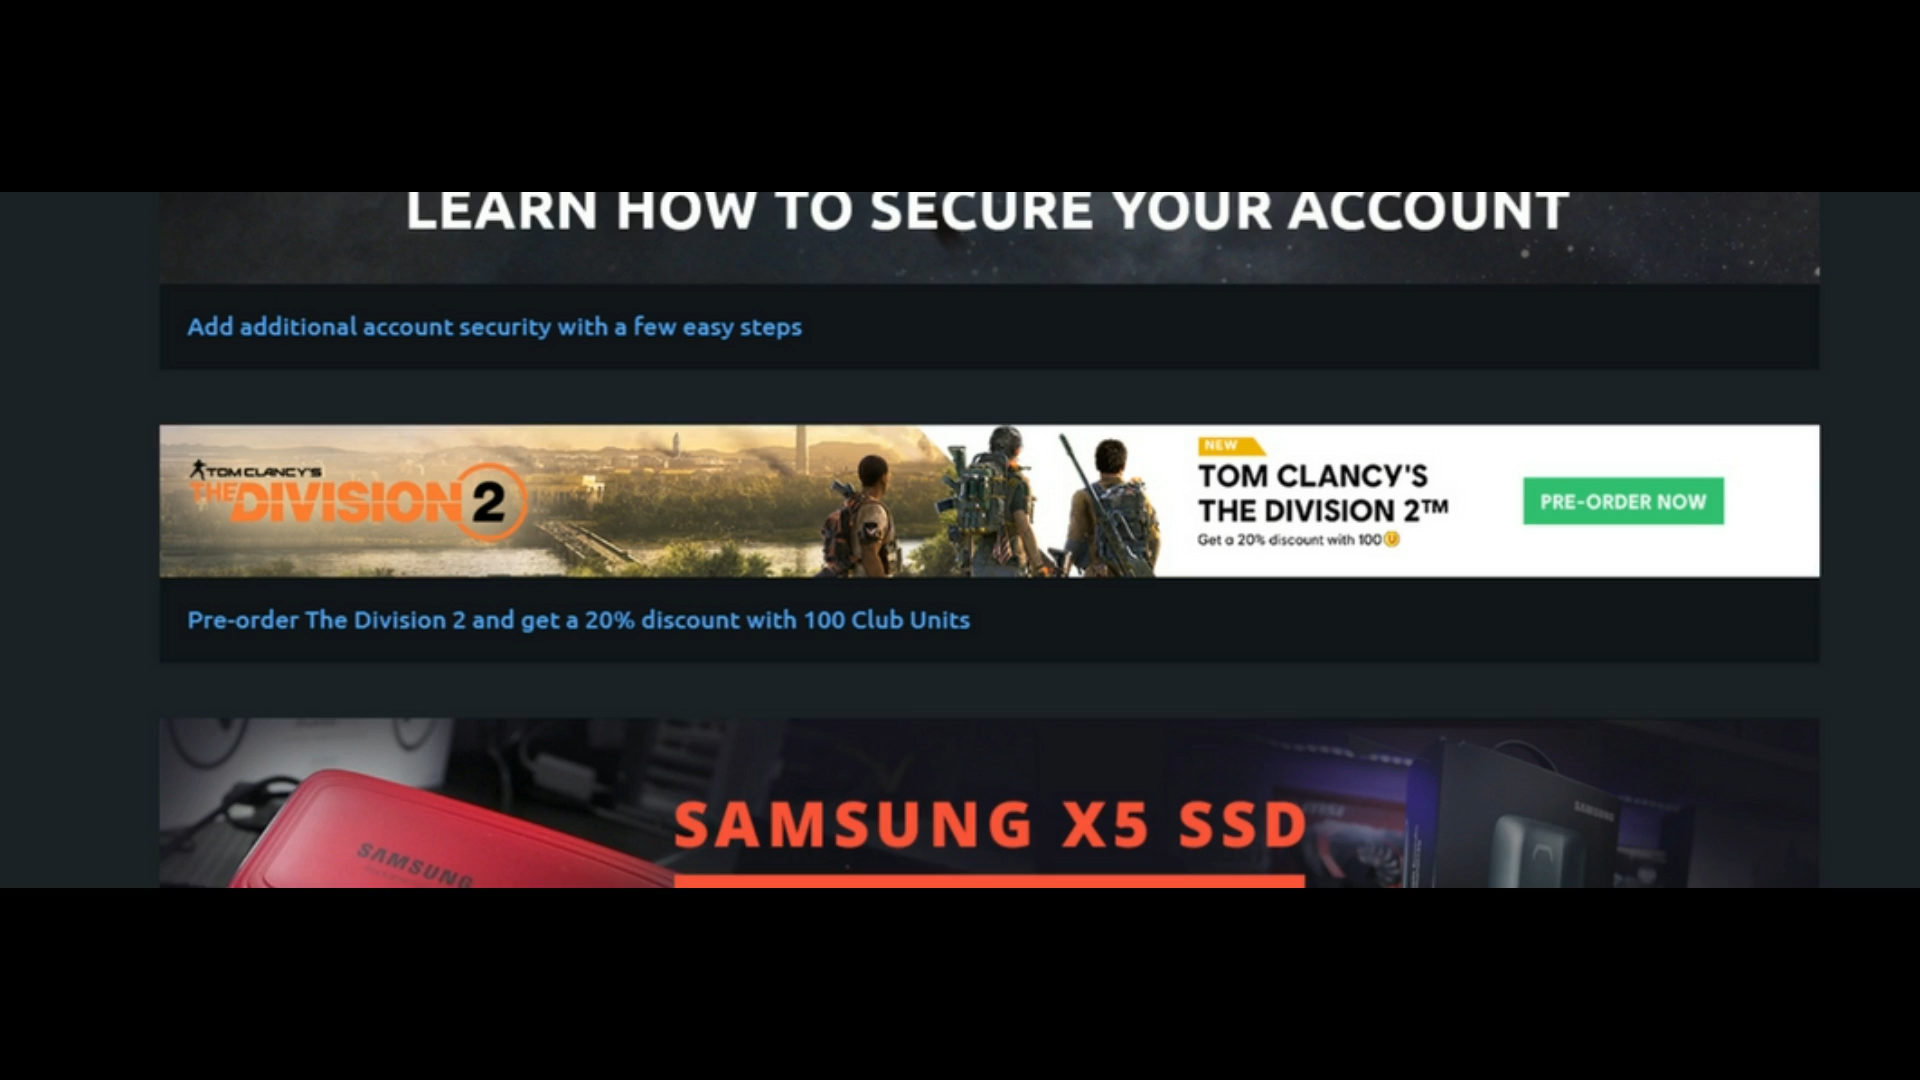 LEARN HOW TO SECURE YOUR ACCOUNT
Add additional account security with a few easy steps
TOM CLANCY'S
THE DIVISION 2
NEW
TOM CLANCY'S
THE DIVISION 2™
Get a 20% discount with 100
PRE-ORDER NOW
Pre-order The Division 2 and get a 20% discount with 100 Club Units
SAMSUNG X5 SSD
SAMSUNG
SAMSUNG